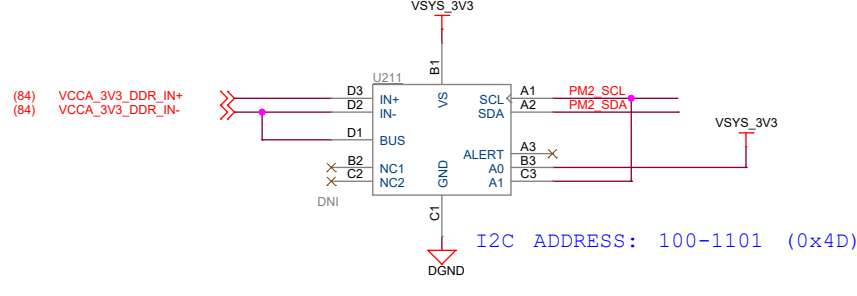 VSYS_3V3
U211
B1
VS
(84) VCCA_3V3_DDR_IN+
D3
IN+
SCL
A1
PM2_SCL
(84) VCCA_3V3_DDR_IN-
D2
IN-
SDA
A2
PM2_SDA
VSYS_3V3
D1
BUS
ALERT
A3
B2
NC1
A0
B3
C2
NC2
A1
C3
GND
DNI
C1
I2C ADDRESS: 100-1101 (0x4D)
DGND